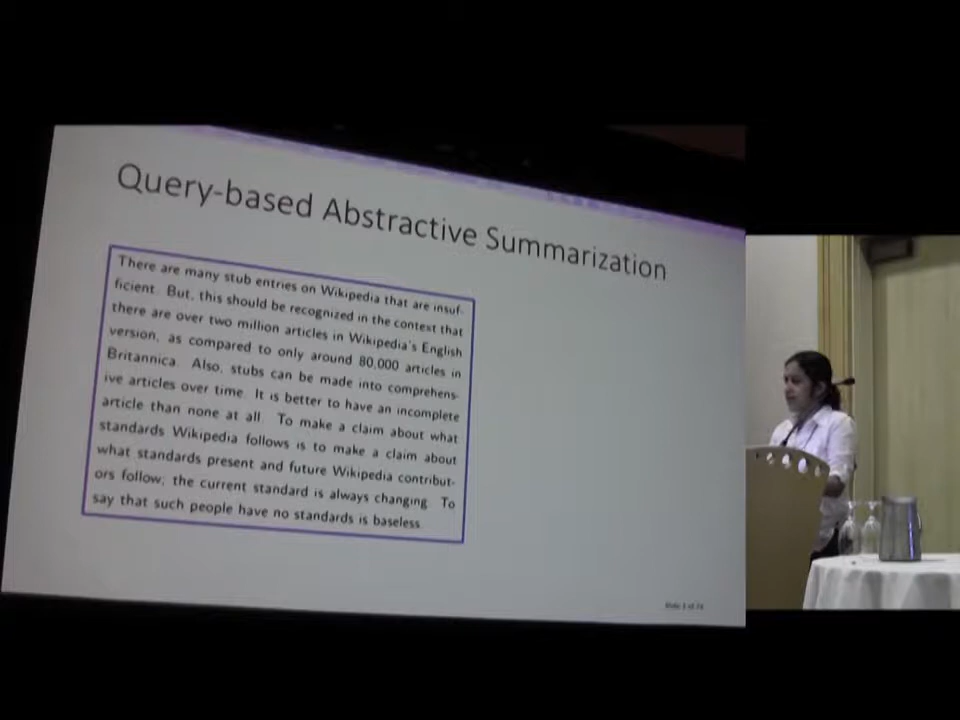 Query-based Abstractive Summarization
There are many stub entries on Wikipedia that are insuf-
ficient. But, this should be recognized in the context that
there are over two million articles in Wikipedia's English
version, as compared to only around 80,000 articles in
Britannica. Also, stubs can be made into comprehens-
ive articles over time. It is better to have an incomplete
article than none at all. To make a claim about what
standards Wikipedia follows is to make a claim about
what standards present and future Wikipedia contribut-
ors follow; the current standard is always changing. To
say that such people have no standards is baseless.